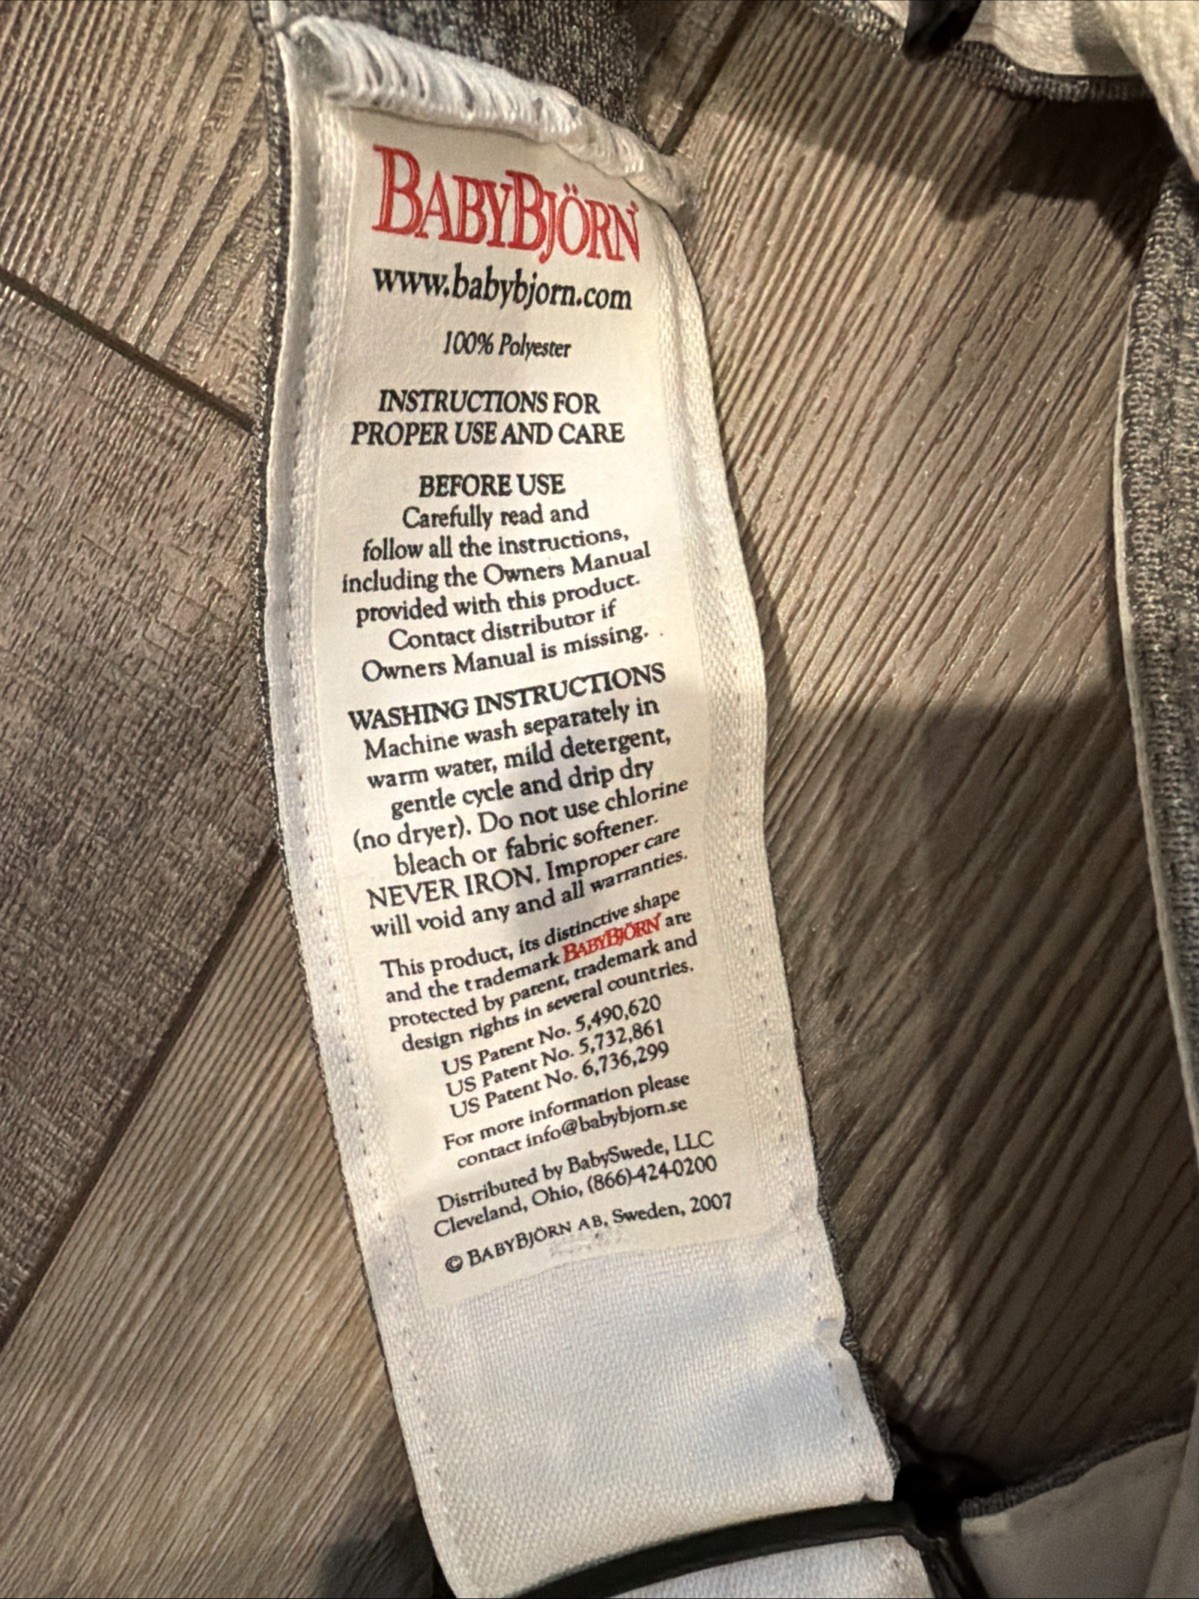 BABYBJÖRN
www.babybjorn.com
100% Polyester
INSTRUCTIONS FOR
PROPER USE AND CARE
BEFORE USE
Carefully read and
follow all the instructions,
including the Owners Manual
provided with this product.
Contact distributor if
Owners Manual is missing.
WASHING INSTRUCTIONS
Machine wash separately in
warm water, mild detergent,
gentle cycle and drip dry
(no dryer). Do not use chlorine
bleach or fabric softener.
NEVER IRON. Improper care
will void any and all warranties.
This product, its distinctive shape
and the trademark BABYBJÖRN are
protected by parent, trademark and
design rights in several countries.
US Patent No. 5,490,620
US Patent No. 5,732,861
US Patent No. 6,736,299
For more information please
contact info@babybjorn.se
Distributed by BabySwede, LLC
Cleveland, Ohio, (866)-424-0200
© BABYBJÖRN AB, Sweden, 2007